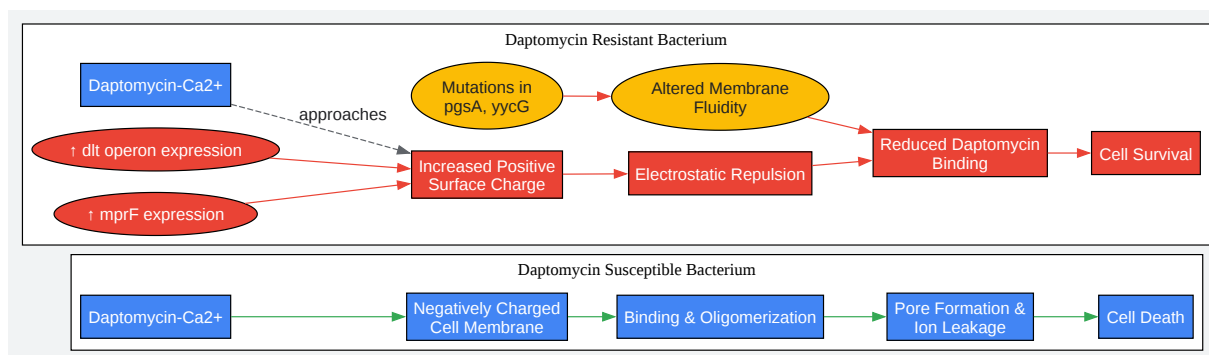 Daptomycin Resistant Bacterium
Daptomycin-Ca2+
approaches
↑ dlt operon expression
↑ mprF expression
Mutations in
pgsA, yycG
Altered Membrane
Fluidity
Increased Positive
Surface Charge
Electrostatic Repulsion
Reduced Daptomycin
Binding
Cell Survival
Daptomycin Susceptible Bacterium
Daptomycin-Ca2+
Negatively Charged
Cell Membrane
Binding & Oligomerization
Pore Formation &
Ion Leakage
Cell Death